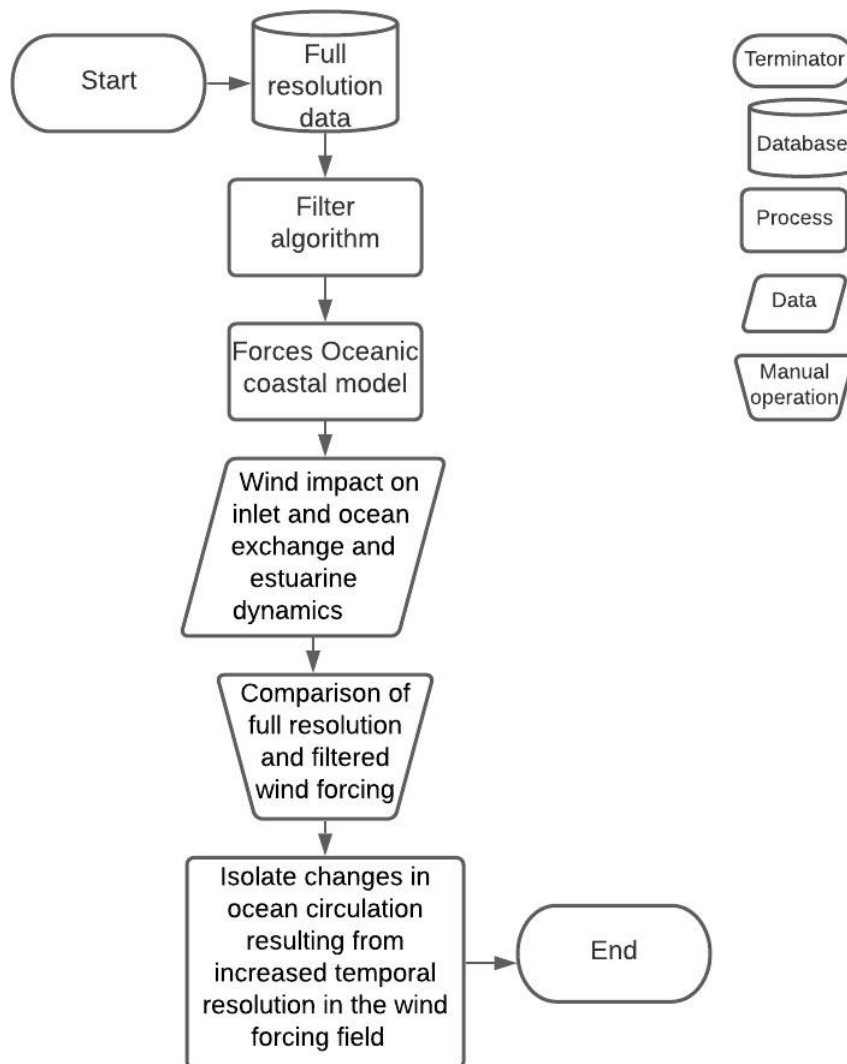 Start
Full
resolution
data
Filter
algorithm
Forces Oceanic
coastal model
Wind impact on
inlet and ocean
exchange and
estuarine
dynamics
Comparison of
full resolution
and filtered
wind forcing
Isolate changes in
ocean circulation
resulting from
increased temporal
resolution in the wind
forcing field
End
Terminator
Database
Process
Data
Manual
operation